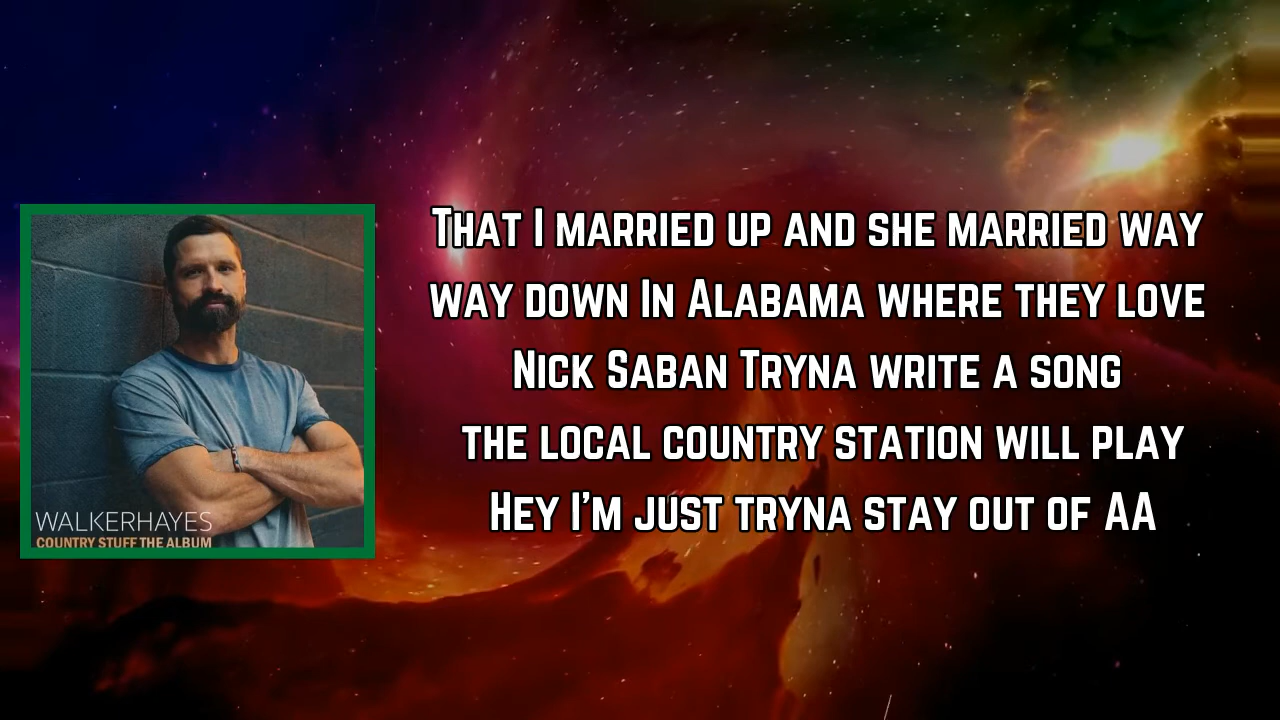 WALKERHAYES
COUNTRY STUFF THE ALBUM
THAT I MARRIED UP AND SHE MARRIED WAY
WAY DOWN IN ALABAMA WHERE THEY LOVE
NICK SABAN TRYNA WRITE A SONG
THE LOCAL COUNTRY STATION WILL PLAY
HEY I'M JUST TRYNA STAY OUT OF AA